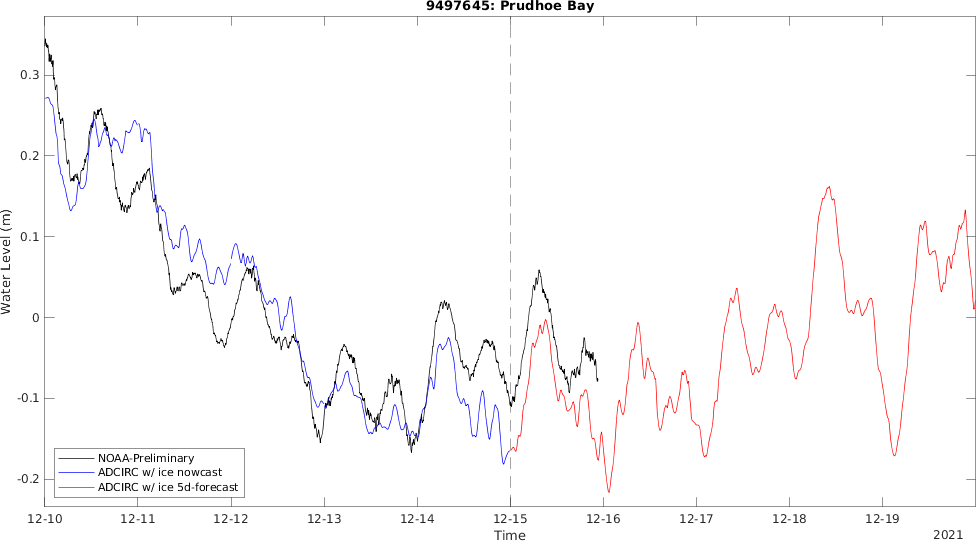 9497645: Prudhoe Bay
Water Level (m)
0.3
0.2
0.1
0
-0.1
-0.2
NOAA-Preliminary
ADCIRC w/ ice nowcast
ADCIRC w/ ice 5d-forecast
12-10 12-11 12-12 12-13 12-14 12-15 12-16 12-17 12-18 12-19
Time
2021